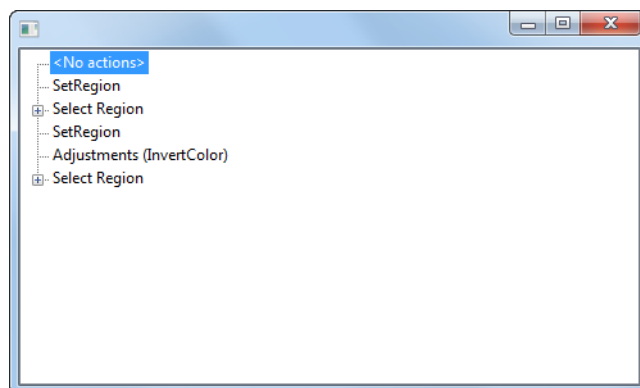 <No actions>
SetRegion
Select Region
SetRegion
Adjustments (InvertColor)
Select Region